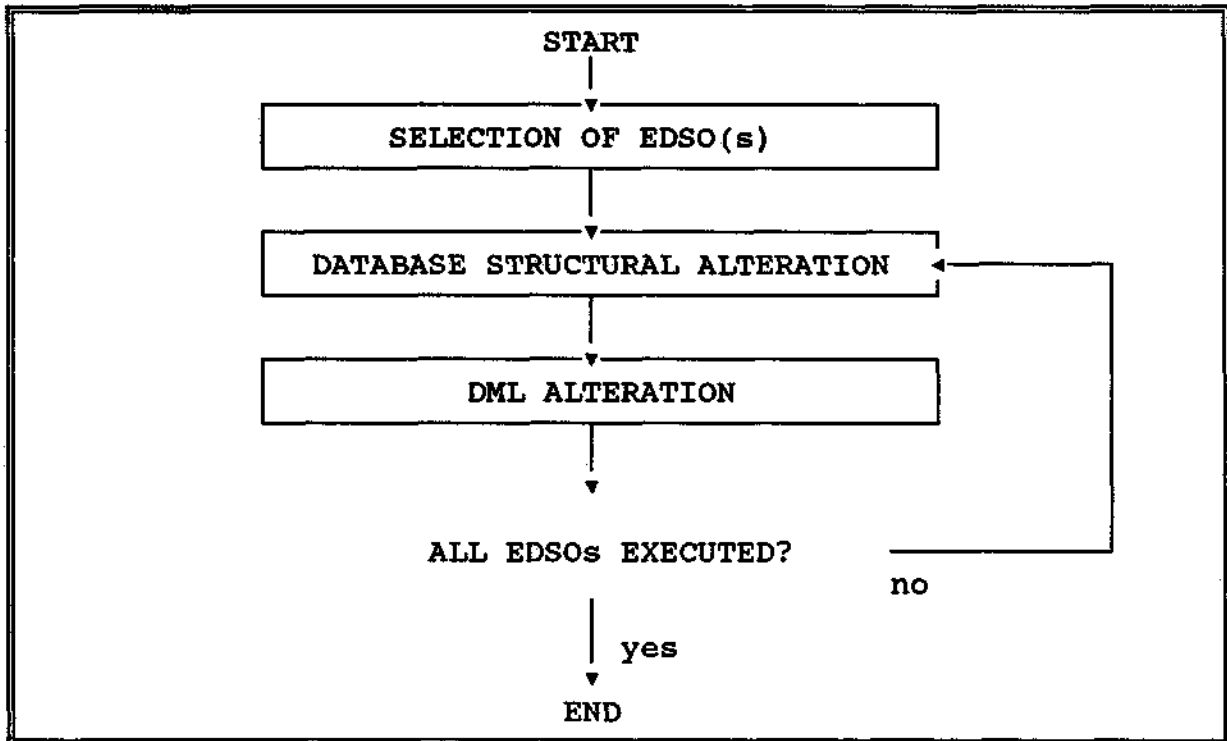 START
SELECTION OF EDSO(s)
DATABASE STRUCTURAL ALTERATION
DML ALTERATION
ALL EDSOs EXECUTED?
no
yes
END